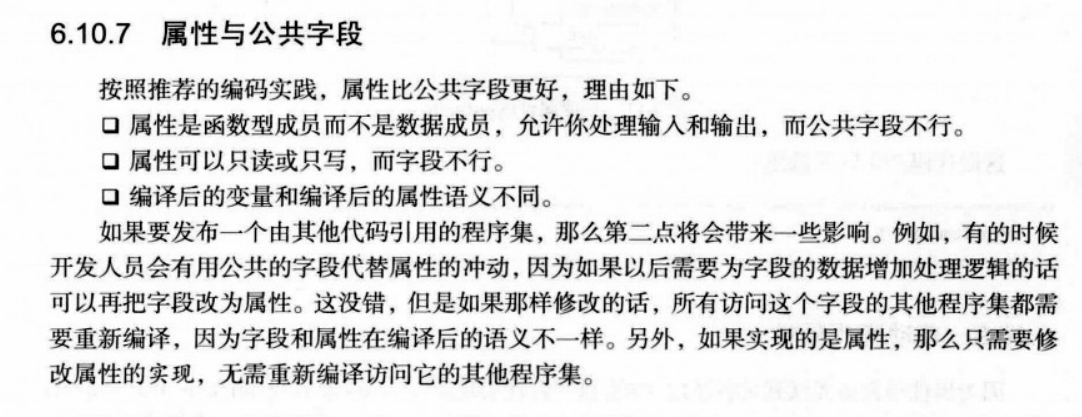 6.10.7 属性与公共字段
按照推荐的编码实践，属性比公共字段更好，理由如下。
❑ 属性是函数型成员而不是数据成员，允许你处理输入和输出，而公共字段不行。
❑ 属性可以只读或只写，而字段不行。
❑ 编译后的变量和编译后的属性语义不同。
如果要发布一个由其他代码引用的程序集，那么第二点将会带来一些影响。例如，有的时候
开发人员会有用公共的字段代替属性的冲动，因为如果以后需要为字段的数据增加处理逻辑的话
可以再把字段改为属性。这没错，但是如果那样修改的话，所有访问这个字段的其他程序集都需
要重新编译，因为字段和属性在编译后的语义不一样。另外，如果实现的是属性，那么只需要修
改属性的实现，无需重新编译访问它的其他程序集。